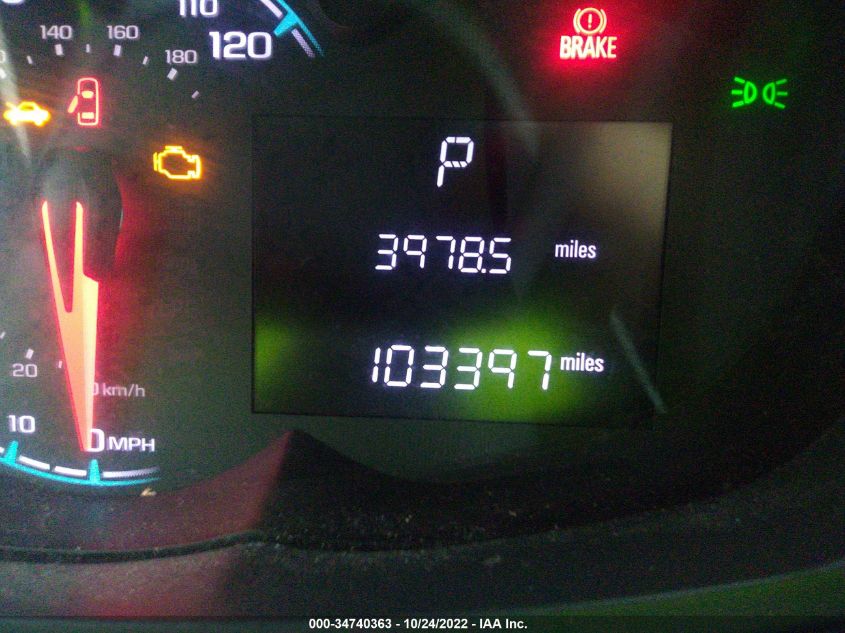 110
120
140
160
180
BRAKE
P
3978.5 miles
103397 miles
20
km/h
10
0 MPH
000-34740363 - 10/24/2022 - IAA Inc.